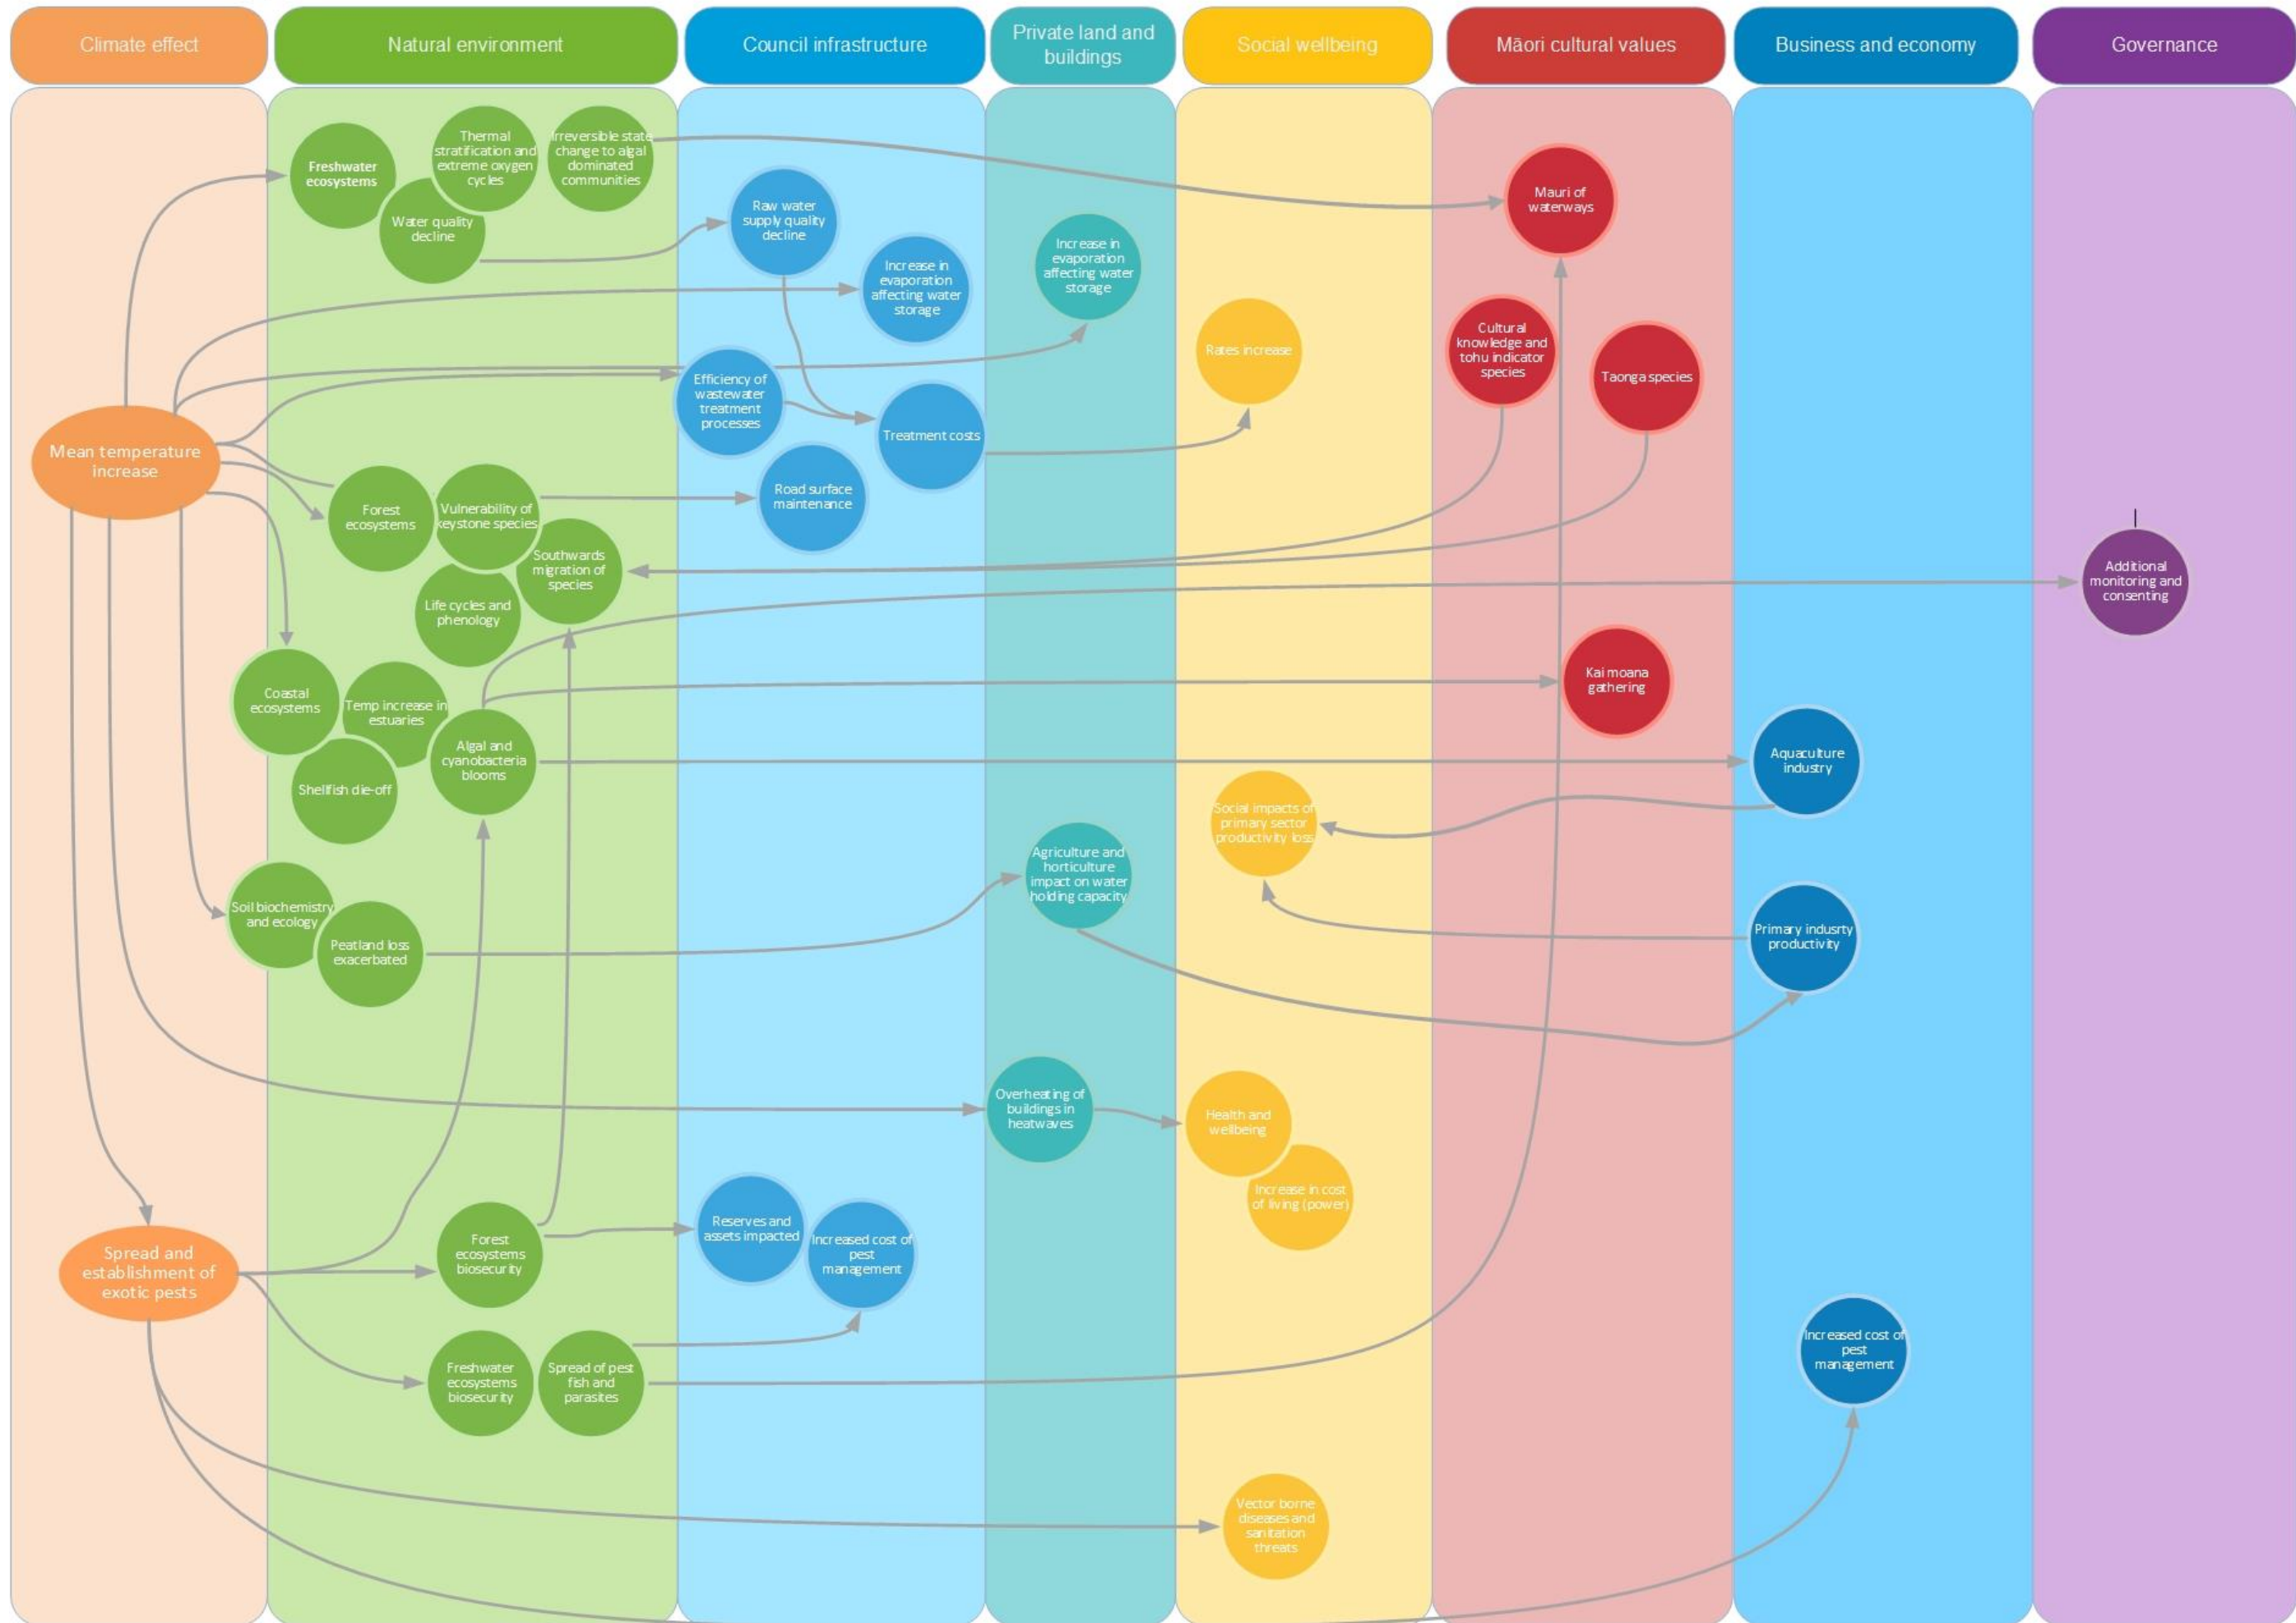 Climate effect
Natural environment
Council infrastructure
Private land and
buildings
Social wellbeing
Māori cultural values
Business and economy
Governance
Mean temperature
increase
Spread and
establishment of
exotic pests
Freshwater
ecosystems
Thermal
stratification and
extreme oxygen
cycles
Irreversible state
change to algal
dominated
communities
Water quality
decline
Forest
ecosystems
Vulnerability of
keystone species
Southwards
migration of
species
Life cycles and
phenology
Coastal
ecosystems
Temp increase in
estuaries
Algal and
cyanobacteria
blooms
Shellfish die-off
Soil biochemistry
and ecology
Peatland loss
exacerbated
Forest
ecosystems
biosecurity
Freshwater
ecosystems
biosecurity
Spread of pest
fish and
parasites
Raw water
supply quality
decline
Increase in
evaporation
affecting water
storage
Efficiency of
wastewater
treatment
processes
Treatment costs
Road surface
maintenance
Reserves and
assets impacted
Increased cost of
pest
management
Increase in
evaporation
affecting water
storage
Agriculture and
horticulture
impact on water
holding capacity
Overheating of
buildings in
heatwaves
Rates increase
Social impacts of
primary sector
productivity loss
Health and
wellbeing
Increase in cost
of living (power)
Vector borne
diseases and
sanitation
threats
Mauri of
waterways
Cultural
knowledge and
tohu indicator
species
Taonga species
Kai moana
gathering
Aquaculture
industry
Primary indusrty
productivity
Increased cost of
pest
management
Additional
monitoring and
consenting